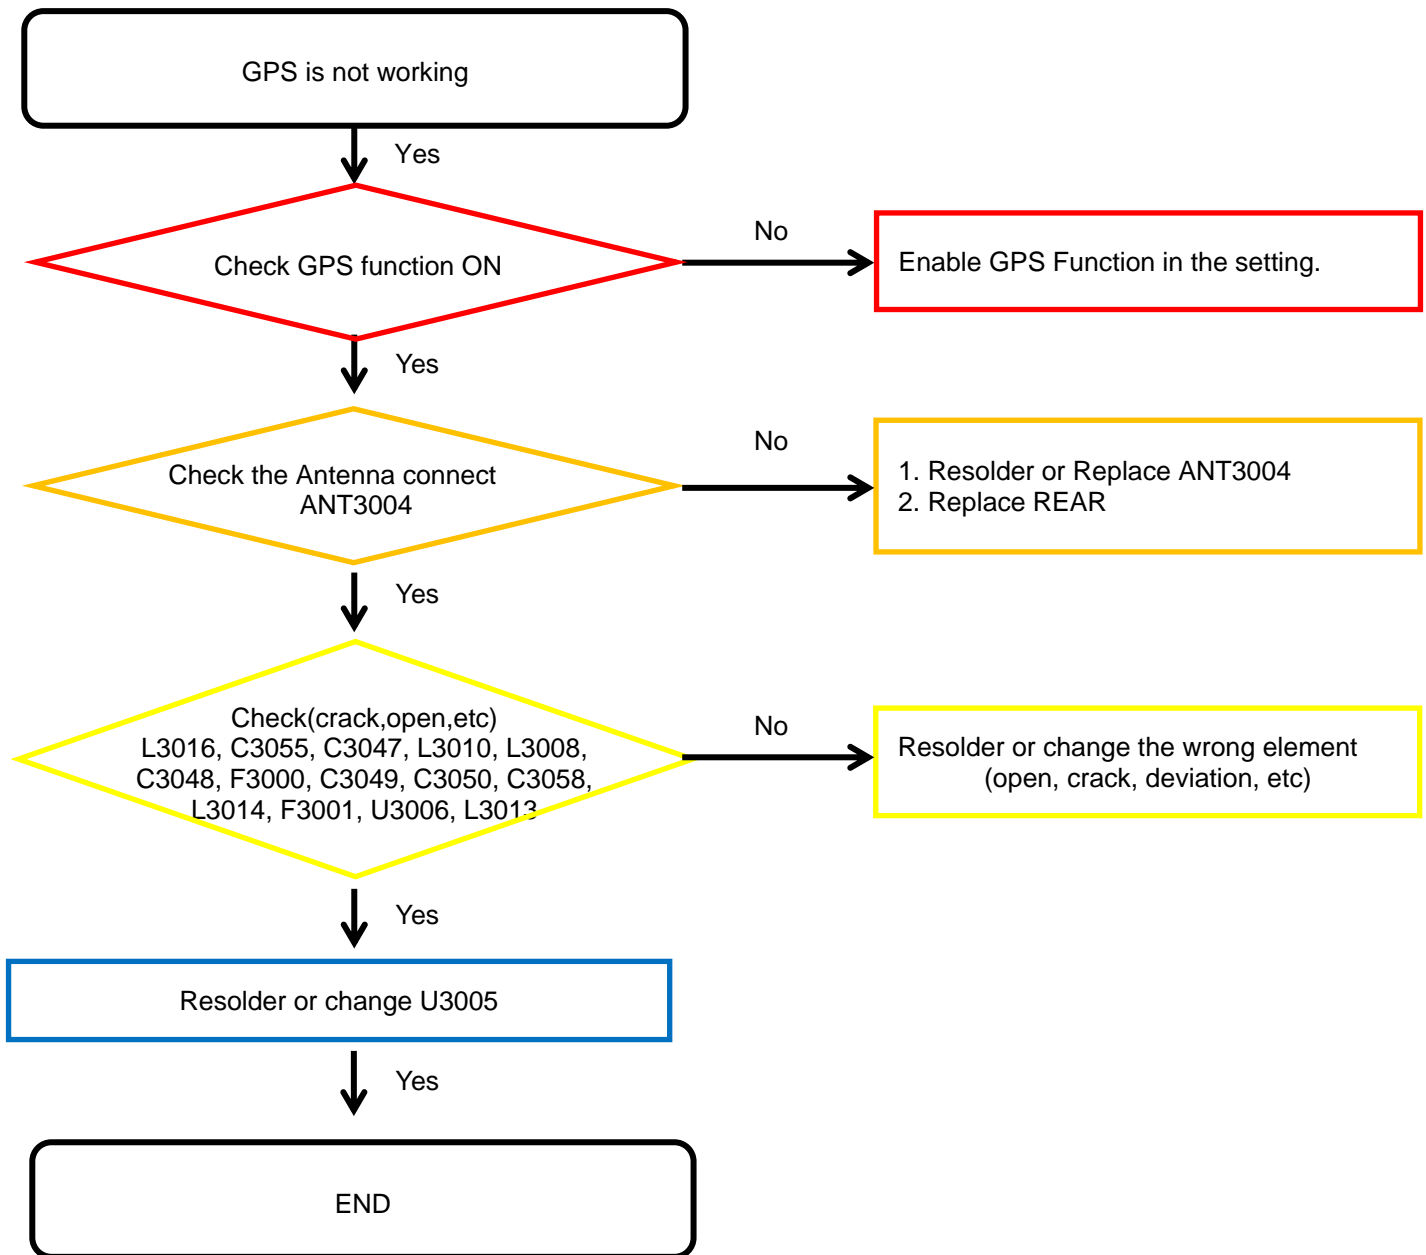 GPS is not working
Yes
Check GPS function ON
No
Enable GPS Function in the setting.
Yes
Check the Antenna connect
ANT3004
No
1. Resolder or Replace ANT3004
2. Replace REAR
Yes
Check(crack,open,etc)
L3016, C3055, C3047, L3010, L3008,
C3048, F3000, C3049, C3050, C3058,
L3014, F3001, U3006, L3013
No
Resolder or change the wrong element
(open, crack, deviation, etc)
Yes
Resolder or change U3005
Yes
END